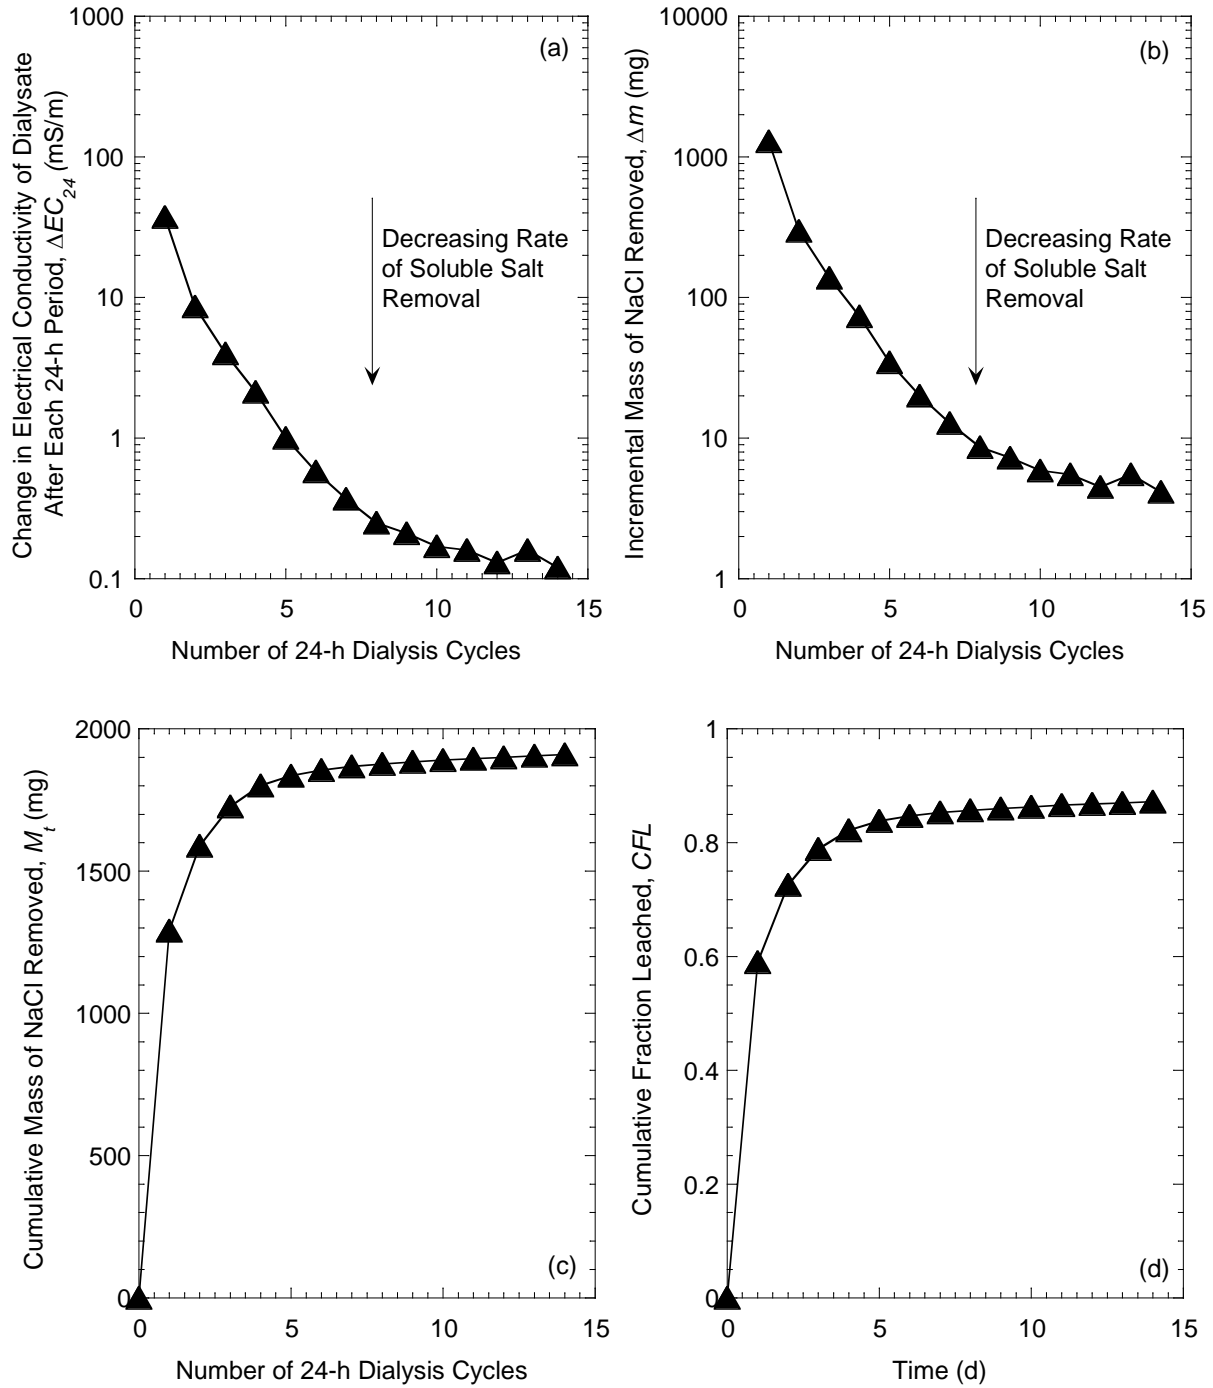 Change in Electrical Conductivity of Dialysate
After Each 24-h Period, ΔEC₂₄ (mS/m)
1000
100
10
1
0.1
(a)
Decreasing Rate
of Soluble Salt
Removal
0 5 10 15
Number of 24-h Dialysis Cycles
Incremental Mass of NaCl Removed, Δm (mg)
10000
1000
100
10
1
(b)
Decreasing Rate
of Soluble Salt
Removal
0 5 10 15
Number of 24-h Dialysis Cycles
Cumulative Mass of NaCl Removed, Mₜ (mg)
2000
1500
1000
500
0
(c)
0 5 10 15
Number of 24-h Dialysis Cycles
Cumulative Fraction Leached, CFL
1
0.8
0.6
0.4
0.2
0
(d)
0 5 10 15
Time (d)